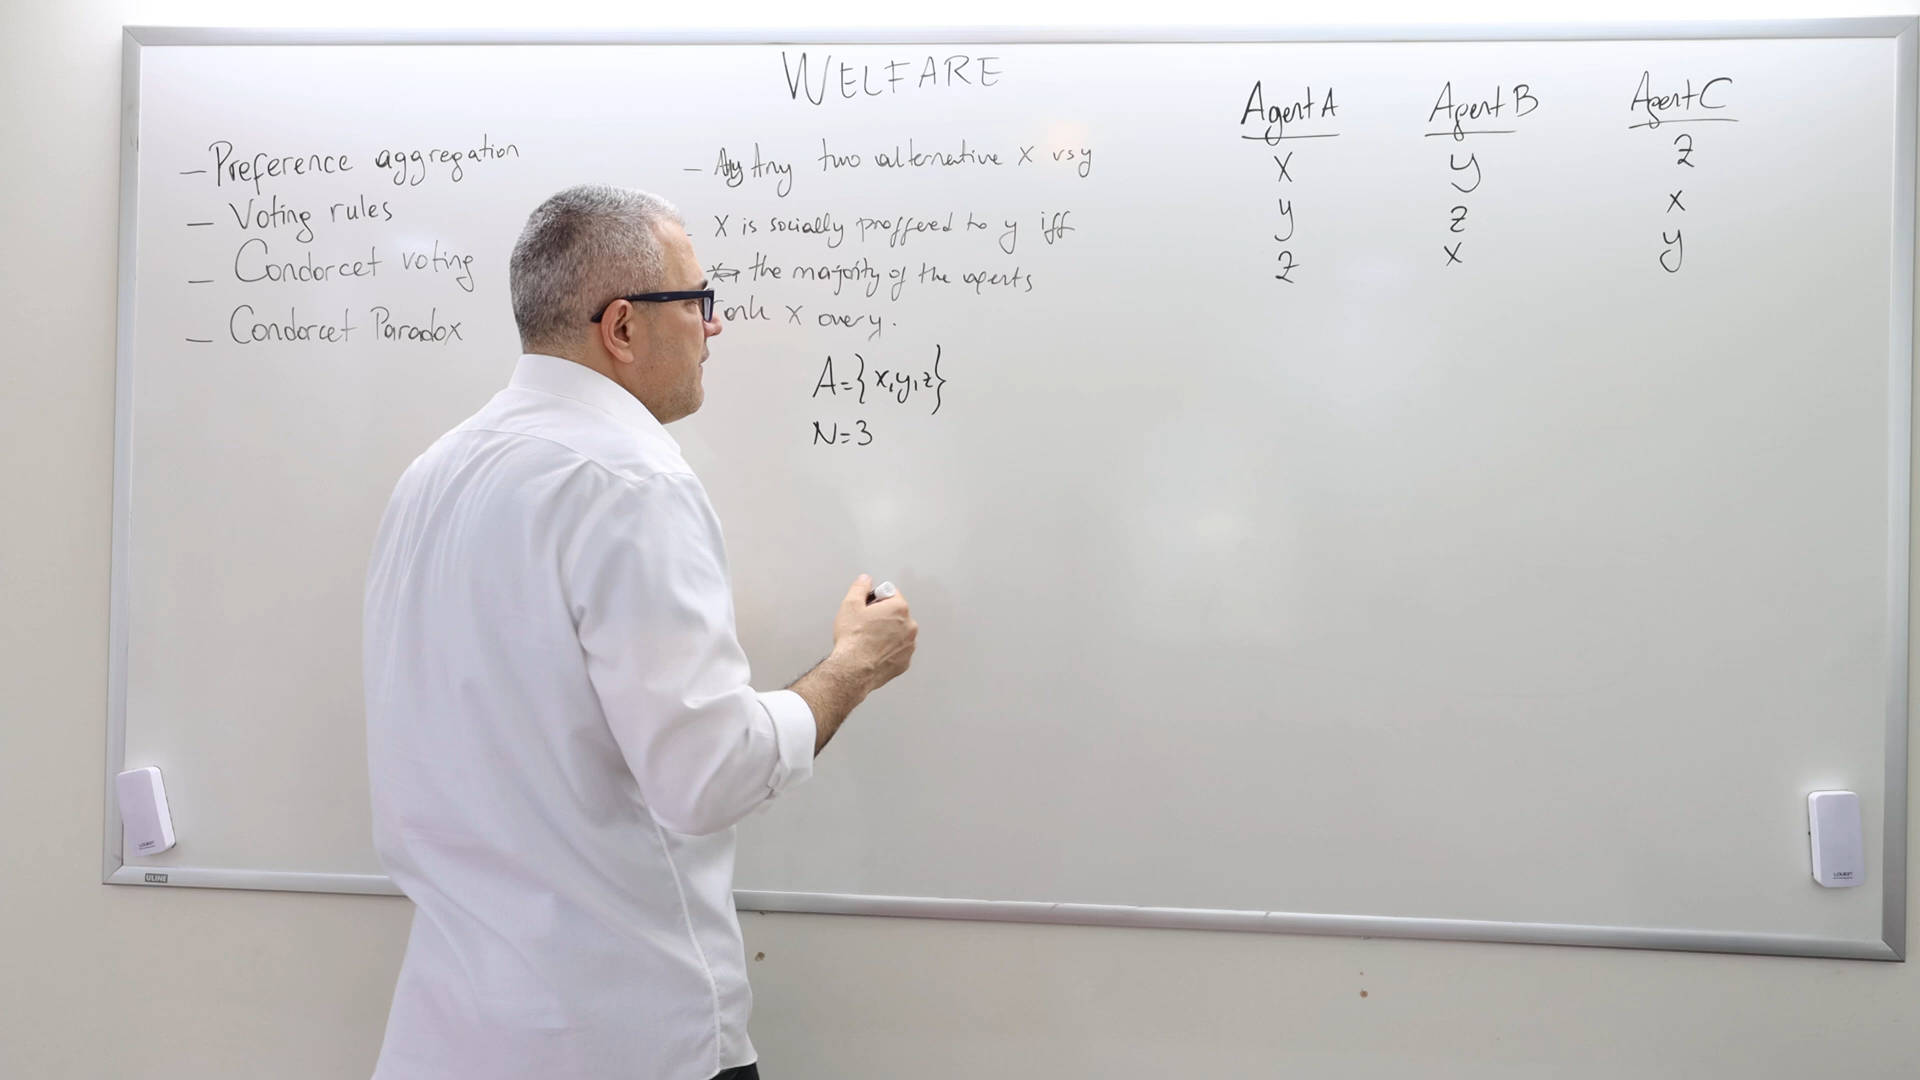 WELFARE
— Preference aggregation
— Voting rules
— Condorcet voting
— Condorcet Paradox
— Any two alternative x vs y
- x is socially proffered to y iff
the majority of the agents
x over y.
A={x,y,z}
N=3
Agent A Agent B Agent C
x y z
y z x
z x y
ULINE